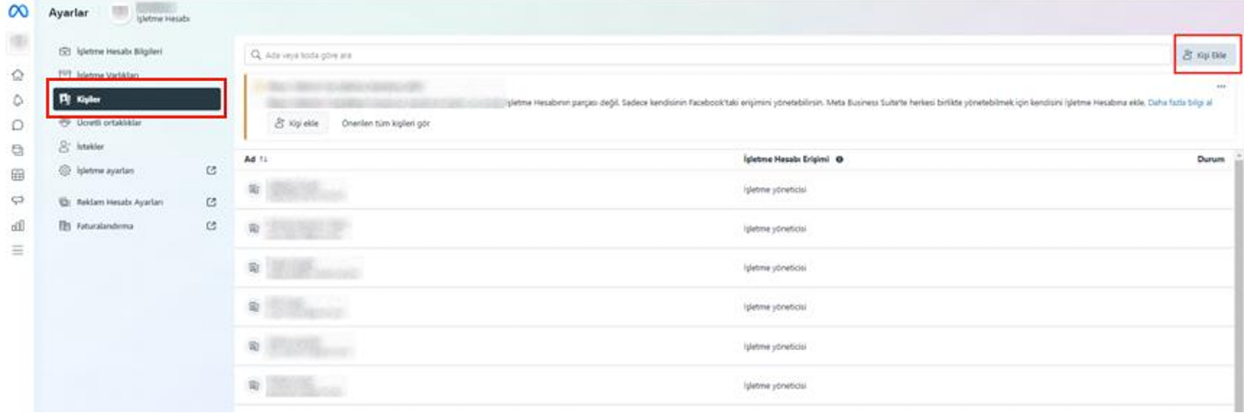 Ayarlar
İşletme Hesabı
İşletme Hesabı Bilgileri
İşletme Varlıkları
Kişiler
Ücretli ortaklıklar
İstekler
İşletme ayarları
Reklam Hesabı Ayarları
Faturalandırma
Ada veya koda göre ara
Kişi Ekle
İşletme Hesabının parçası değil. Sadece kendisinin Facebook'taki erişimini yönetebilirsin. Meta Business Suite'te herkesi birlikte yönetebilmek için kendisini İşletme Hesabına ekle. Daha fazla bilgi al
Kişi ekle Önerilen tüm kişileri gör
Ad İşletme Hesabı Erişimi Durum
İşletme yöneticisi
İşletme yöneticisi
İşletme yöneticisi
İşletme yöneticisi
İşletme yöneticisi
İşletme yöneticisi